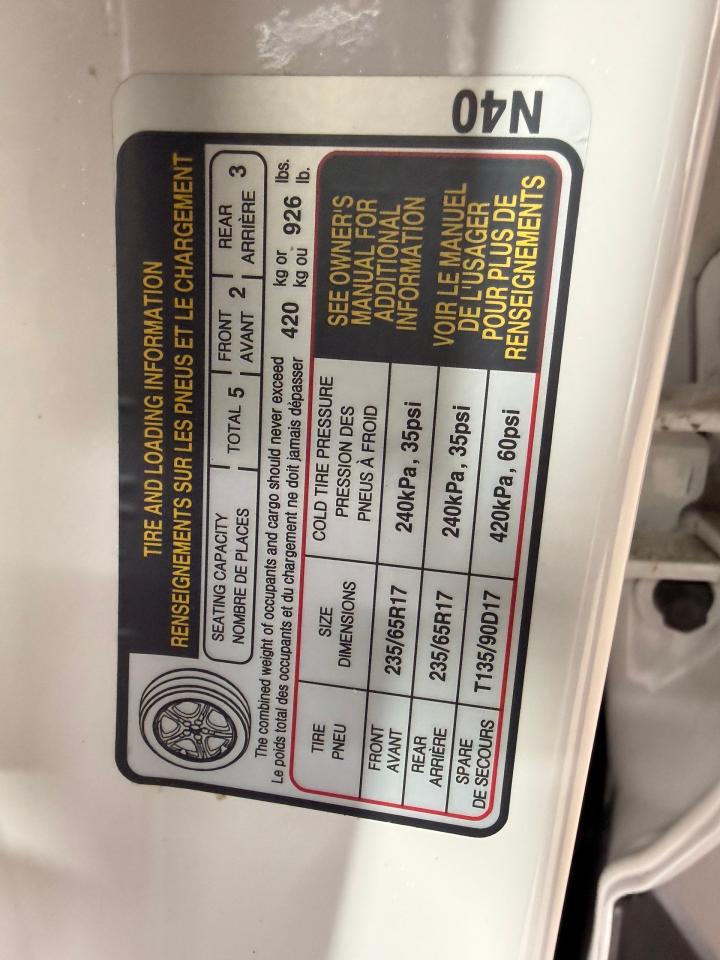 TIRE AND LOADING INFORMATION
RENSEIGNEMENTS SUR LES PNEUS ET LE CHARGEMENT
SEATING CAPACITY
NOMBRE DE PLACES
TOTAL 5
FRONT
AVANT 2
REAR
ARRIÈRE 3
The combined weight of occupants and cargo should never exceed 420 kg or 926 lbs.
Le poids total des occupants et du chargement ne doit jamais dépasser kg ou lb.
TIRE
PNEU
SIZE
DIMENSIONS
COLD TIRE PRESSURE
PRESSION DES
PNEUS À FROID
FRONT
AVANT
235/65R17
240kPa, 35psi
REAR
ARRIÈRE
235/65R17
240kPa, 35psi
SPARE
DE SECOURS
T135/90D17
420kPa, 60psi
SEE OWNER'S
MANUAL FOR
ADDITIONAL
INFORMATION
VOIR LE MANUEL
DE L'USAGER
POUR PLUS DE
RENSEIGNEMENTS
N40